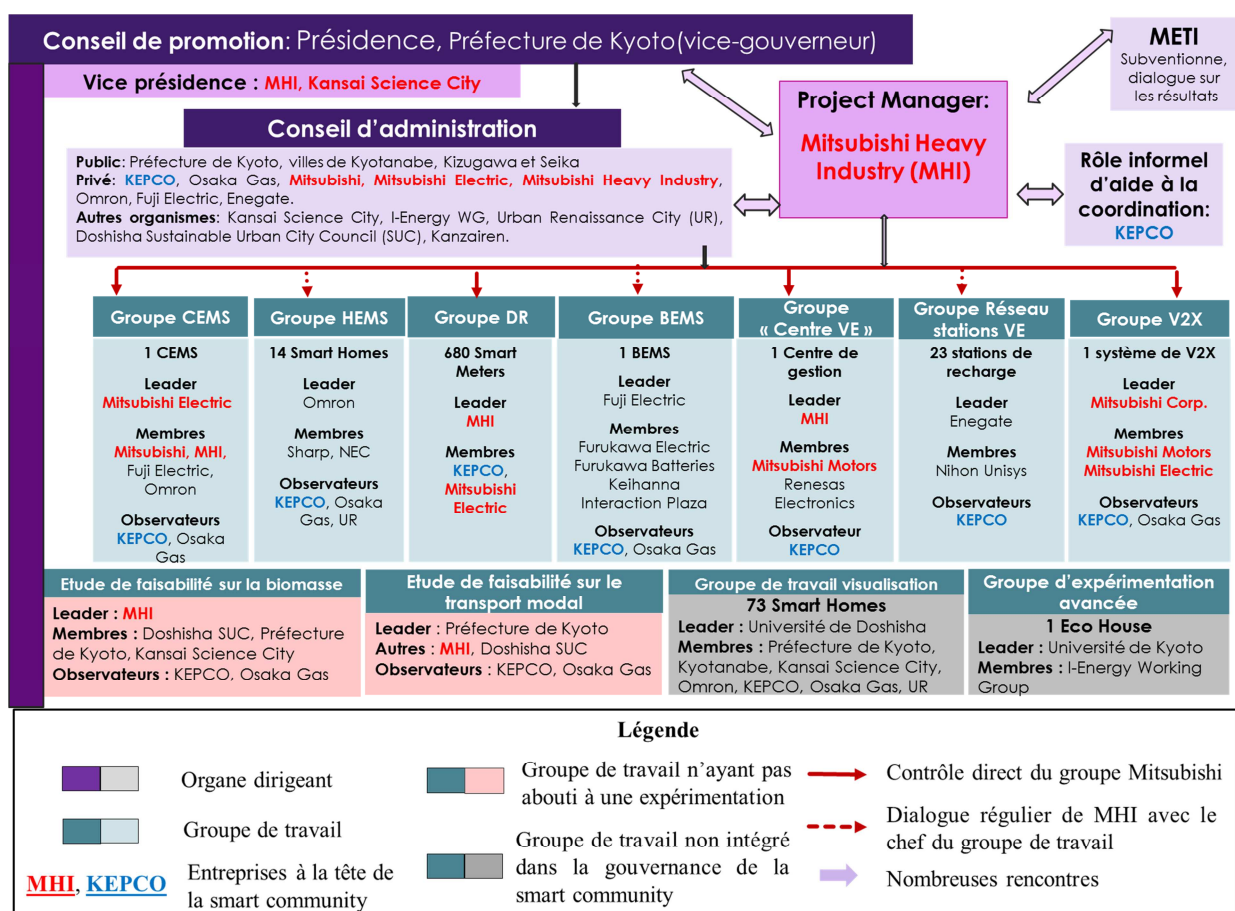 Conseil de promotion: Présidence, Préfecture de Kyoto(vice-gouverneur)
Vice présidence : MHI, Kansai Science City
METI
Subventionne,
dialogue sur
les résultats
Project Manager:
Mitsubishi Heavy
Industry (MHI)
Conseil d'administration
Public: Préfecture de Kyoto, villes de Kyotanabe, Kizugawa et Seika
Privé: KEPCO, Osaka Gas, Mitsubishi, Mitsubishi Electric, Mitsubishi Heavy Industry,
Omron, Fuji Electric, Enegate.
Autres organismes: Kansai Science City, I-Energy WG, Urban Renaissance City (UR),
Doshisha Sustainable Urban City Council (SUC), Kanzairen.
Rôle informel
d'aide à la
coordination:
KEPCO
Groupe CEMS
1 CEMS
Leader
Mitsubishi Electric
Membres
Mitsubishi, MHI,
Fuji Electric,
Omron
Observateurs
KEPCO, Osaka
Gas
Groupe HEMS
14 Smart Homes
Leader
Omron
Membres
Sharp, NEC
Observateurs
KEPCO, Osaka
Gas, UR
Groupe DR
680 Smart
Meters
Leader
MHI
Membres
KEPCO,
Mitsubishi
Electric
Groupe BEMS
1 BEMS
Leader
Fuji Electric
Membres
Furukawa Electric
Furukawa Batteries
Keihanna
Interaction Plaza
Observateurs
KEPCO, Osaka Gas
Groupe
« Centre VE »
1 Centre de
gestion
Leader
MHI
Membres
Mitsubishi Motors
Renesas
Electronics
Observateur
KEPCO
Groupe Réseau
stations VE
23 stations de
recharge
Leader
Enegate
Membres
Nihon Unisys
Observateurs
KEPCO
Groupe V2X
1 système de V2X
Leader
Mitsubishi Corp.
Membres
Mitsubishi Motors
Mitsubishi Electric
Observateurs
KEPCO, Osaka Gas
Etude de faisabilité sur la biomasse
Leader : MHI
Membres : Doshisha SUC, Préfecture
de Kyoto, Kansai Science City
Observateurs : KEPCO, Osaka Gas
Etude de faisabilité sur le
transport modal
Leader : Préfecture de Kyoto
Autres : MHI, Doshisha SUC
Observateurs : KEPCO, Osaka Gas
Groupe de travail visualisation
73 Smart Homes
Leader : Université de Doshisha
Membres : Préfecture de Kyoto,
Kyotanabe, Kansai Science City,
Omron, KEPCO, Osaka Gas, UR
Groupe d'expérimentation
avancée
1 Eco House
Leader : Université de Kyoto
Membres : I-Energy Working
Group
Légende
Organe dirigeant
Groupe de travail
MHI, KEPCO
Entreprises à la tête de
la smart community
Groupe de travail n'ayant pas
abouti à une expérimentation
Groupe de travail non intégré
dans la gouvernance de la
smart community
Contrôle direct du groupe Mitsubishi
Dialogue régulier de MHI avec le
chef du groupe de travail
Nombreuses rencontres